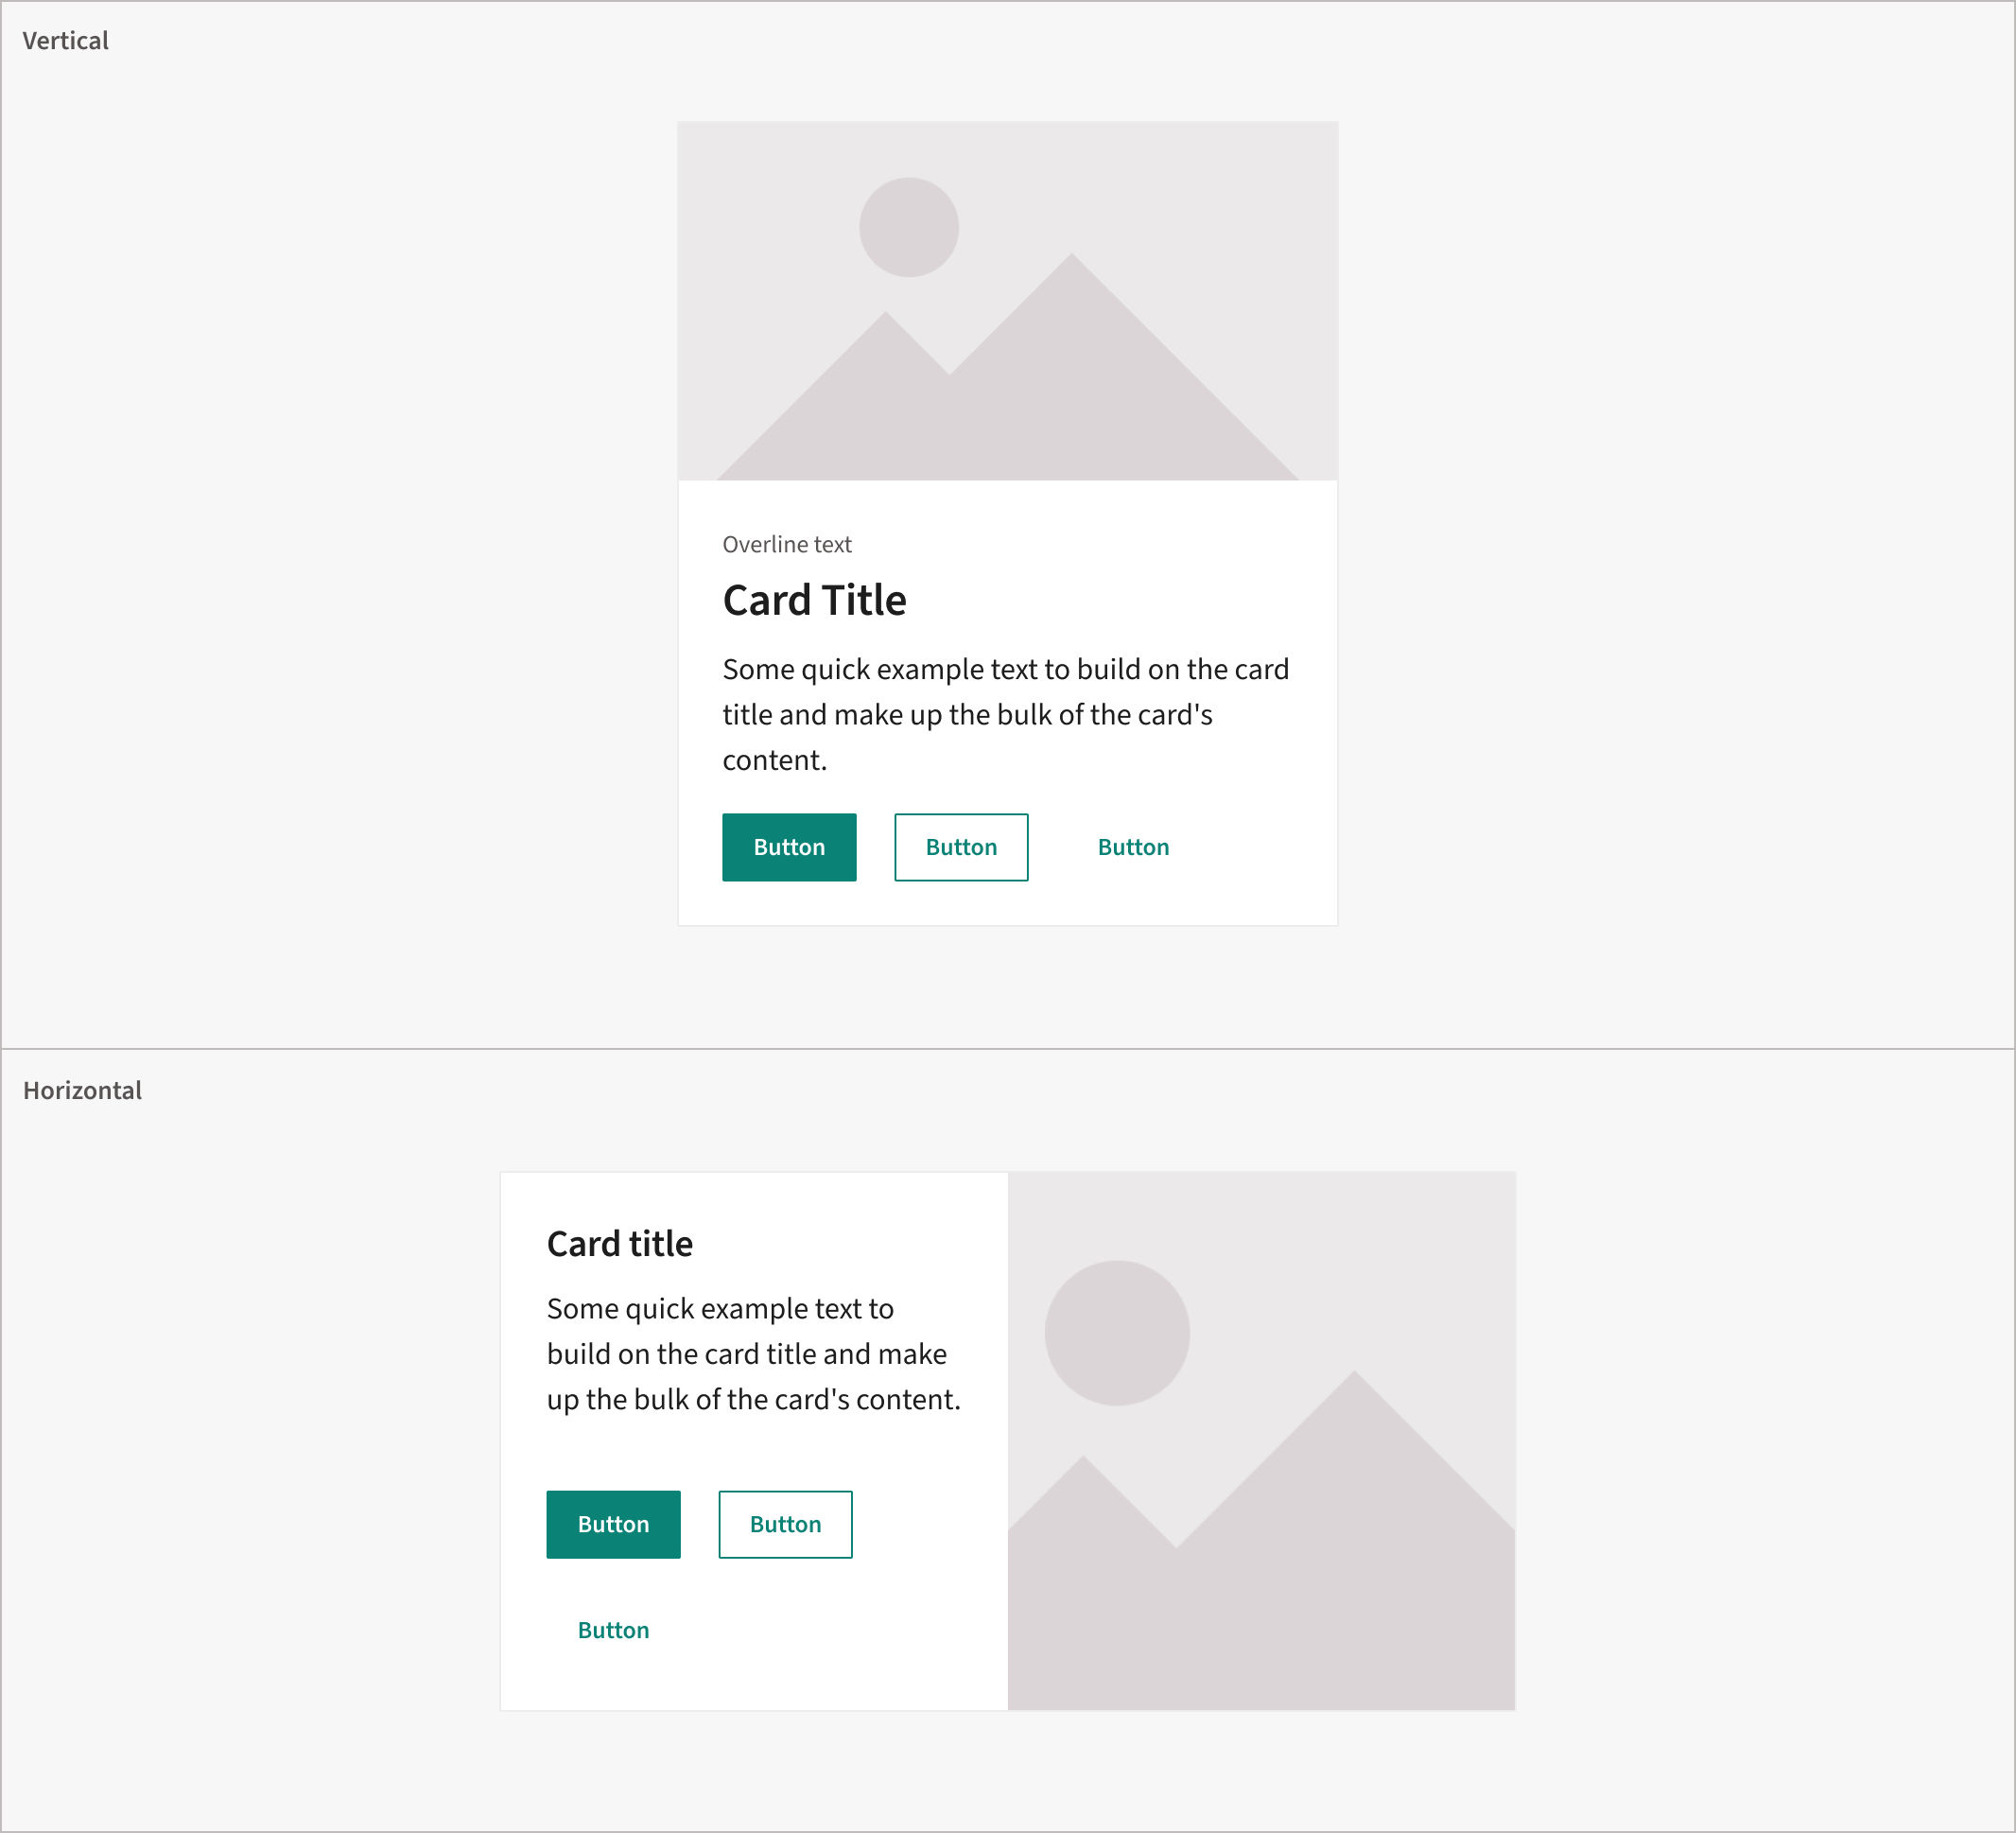 Vertical
Overline text
Card Title
Some quick example text to build on the card
title and make up the bulk of the card's
content.
Button Button Button
Horizontal
Card title
Some quick example text to
build on the card title and make
up the bulk of the card's content.
Button Button
Button